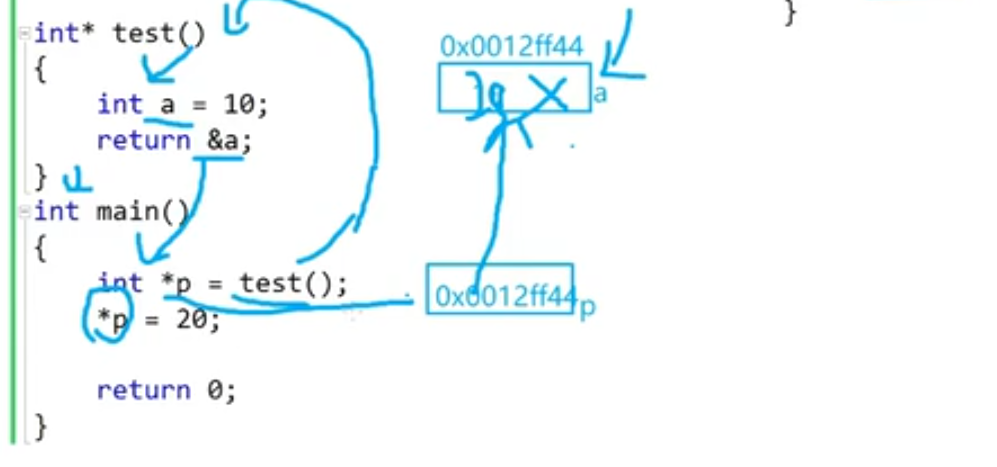 int* test()
{
int a = 10;
return &a;
}
int main()
{
int *p = test();
*p = 20;
return 0;
}
0x0012ff44
a
0x0012ff44
p
}